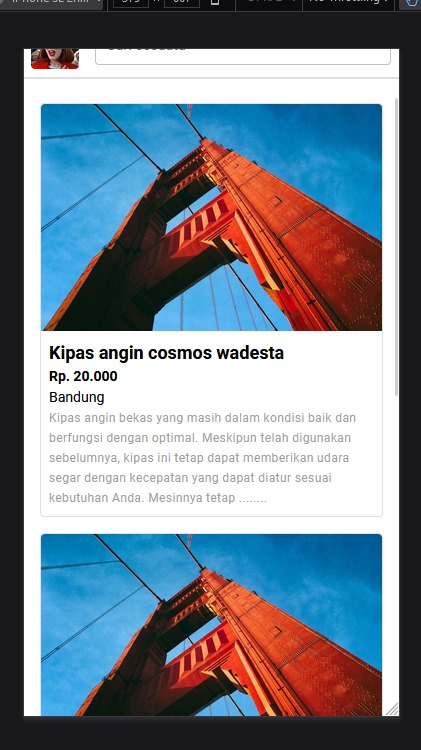 Kipas angin cosmos wadesta
Rp. 20.000
Bandung
Kipas angin bekas yang masih dalam kondisi baik dan
berfungsi dengan optimal. Meskipun telah digunakan
sebelumnya, kipas ini tetap dapat memberikan udara
segar dengan kecepatan yang dapat diatur sesuai
kebutuhan Anda. Mesinnya tetap ........